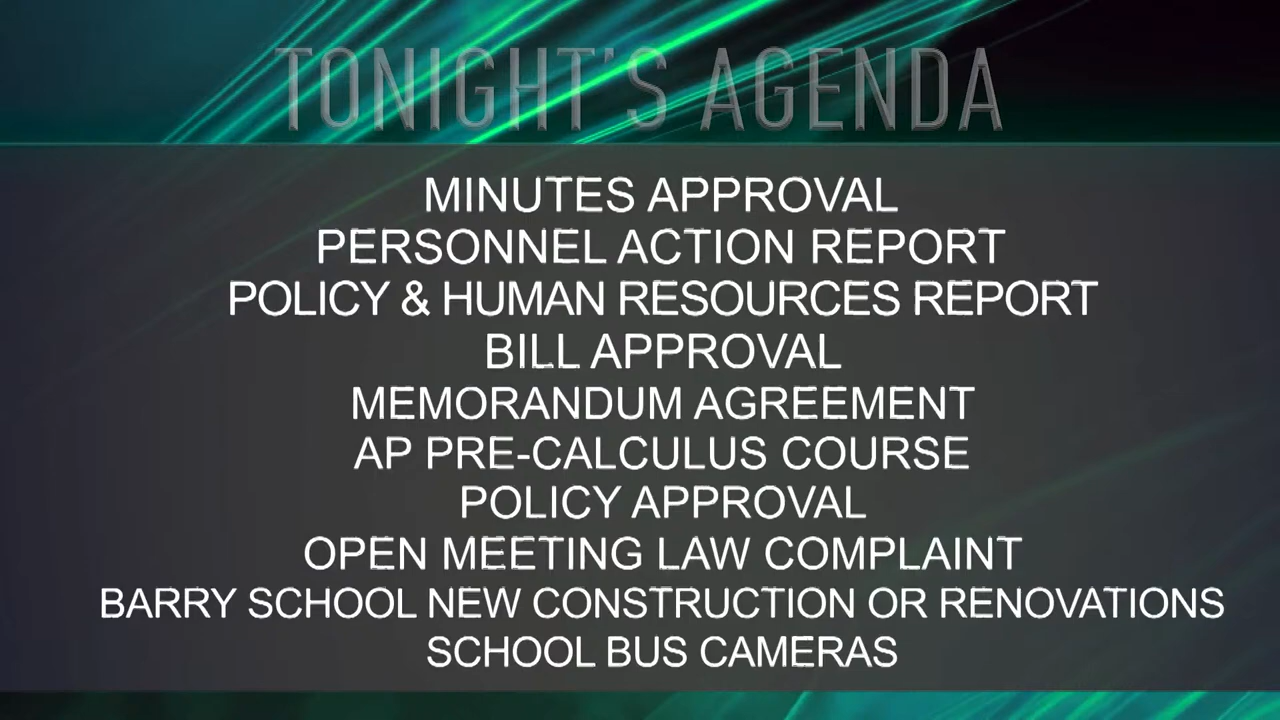 TONIGHT'S AGENDA
MINUTES APPROVAL
PERSONNEL ACTION REPORT
POLICY & HUMAN RESOURCES REPORT
BILL APPROVAL
MEMORANDUM AGREEMENT
AP PRE-CALCULUS COURSE
POLICY APPROVAL
OPEN MEETING LAW COMPLAINT
BARRY SCHOOL NEW CONSTRUCTION OR RENOVATIONS
SCHOOL BUS CAMERAS